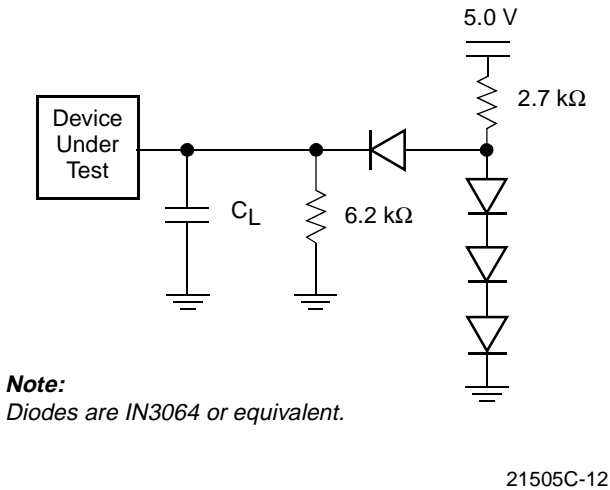 5.0 V
2.7 kΩ
Device
Under
Test
C_L
6.2 kΩ
Note:
Diodes are IN3064 or equivalent.
21505C-12